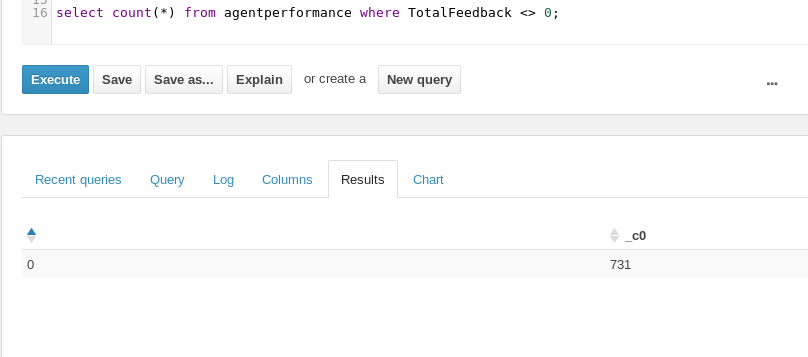 16 select count(*) from agentperformance where TotalFeedback <> 0;
Execute Save Save as... Explain or create a New query ...
Recent queries Query Log Columns Results Chart
_c0
0 731